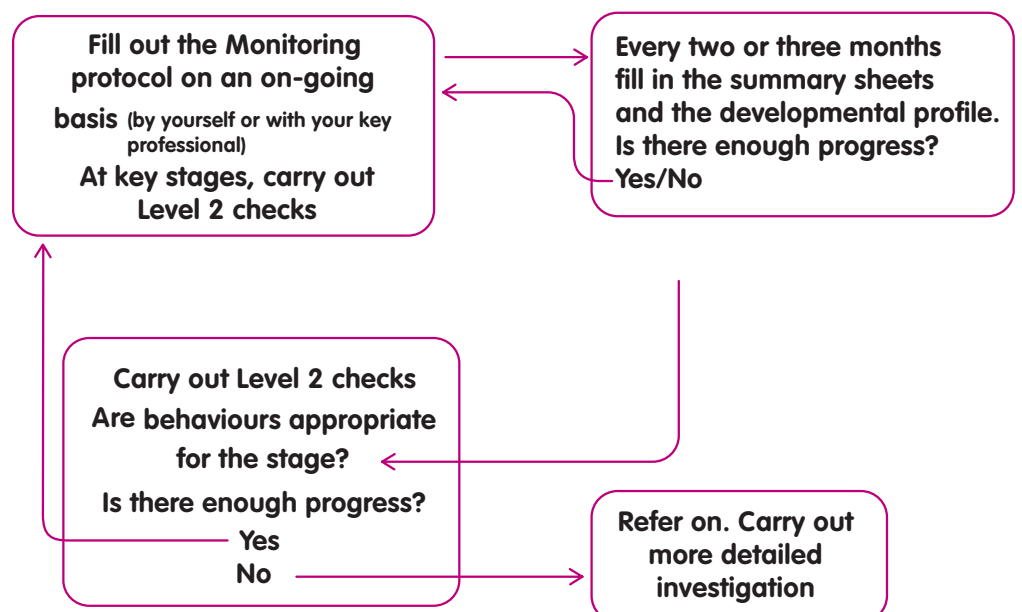 Fill out the Monitoring
protocol on an on-going
basis (by yourself or with your key
professional)
At key stages, carry out
Level 2 checks
Every two or three months
fill in the summary sheets
and the developmental profile.
Is there enough progress?
Yes/No
Carry out Level 2 checks
Are behaviours appropriate
for the stage?
Is there enough progress?
Yes
No
Refer on. Carry out
more detailed
investigation